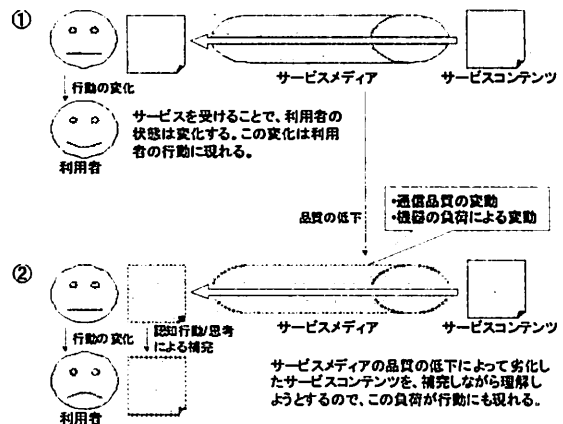 ①
サービスメディア
サービスコンテンツ
行動の変化
サービスを受けることで、利用者の
状態は変化する。この変化は利用
者の行動に現れる。
利用者
・通信品質の変動
・機器の負荷による変動
品質の低下
②
サービスメディア
サービスコンテンツ
行動の変化
認知行動/思考
による補充
サービスメディアの品質の低下によって劣化し
たサービスコンテンツを、補充しながら理解し
ようとするので、この負荷が行動にも現れる。
利用者